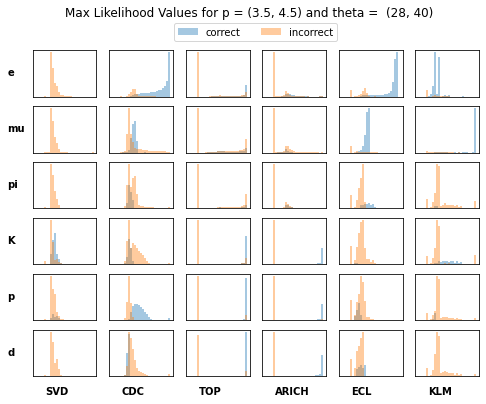 Max Likelihood Values for p = (3.5, 4.5) and theta =  (28, 40)
correct incorrect
e
mu
pi
K
p
d
SVD CDC TOP ARICH ECL KLM